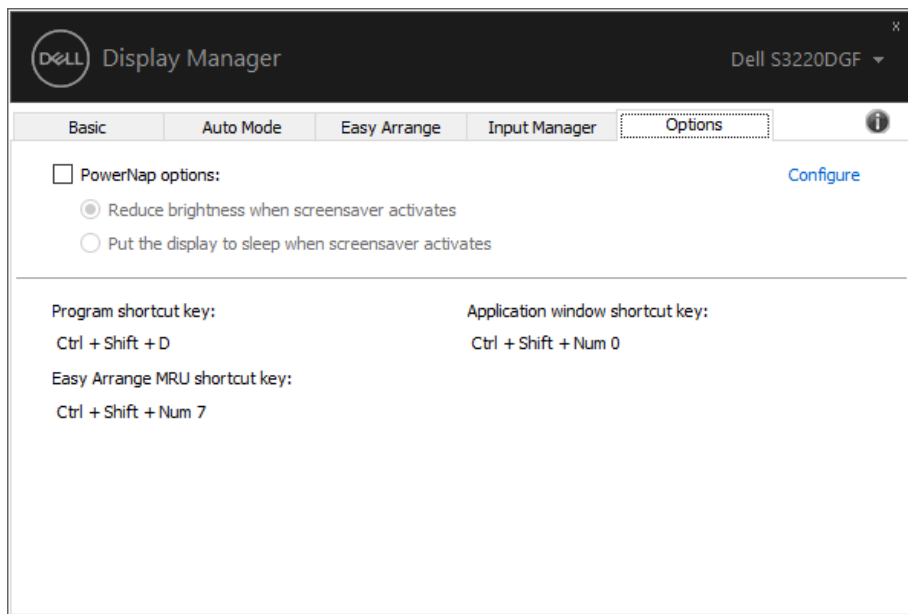 DELL Display Manager
Dell S3220DGF
x
Basic Auto Mode Easy Arrange Input Manager Options
PowerNap options: Configure
Reduce brightness when screensaver activates
Put the display to sleep when screensaver activates
Program shortcut key: Application window shortcut key:
Ctrl + Shift + D Ctrl + Shift + Num 0
Easy Arrange MRU shortcut key:
Ctrl + Shift + Num 7